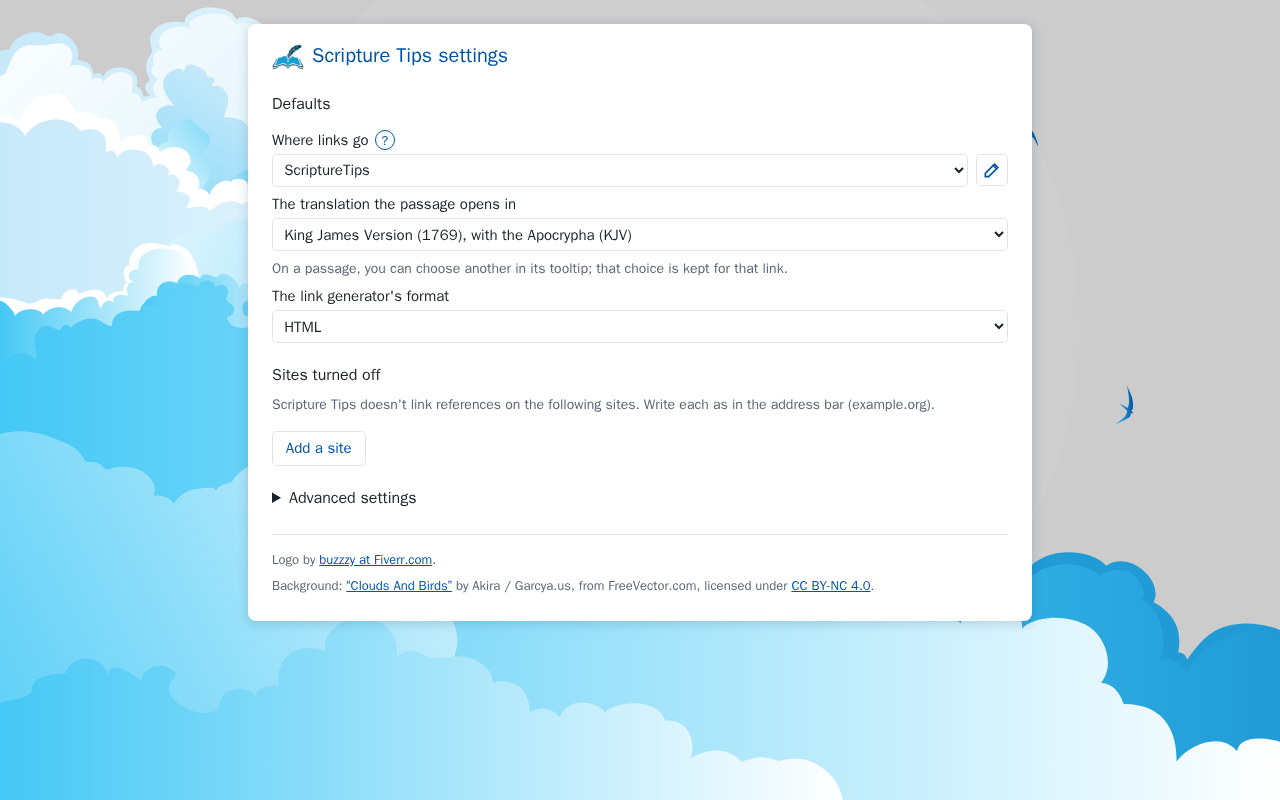 Scripture Tips settings
Defaults
Where links go ?
ScriptureTips
The translation the passage opens in
King James Version (1769), with the Apocrypha (KJV)
On a passage, you can choose another in its tooltip; that choice is kept for that link.
The link generator's format
HTML
Sites turned off
Scripture Tips doesn't link references on the following sites. Write each as in the address bar (example.org).
Add a site
Advanced settings
Logo by buzzzy at Fiverr.com.
Background: “Clouds And Birds” by Akira / Garcya.us, from FreeVector.com, licensed under CC BY-NC 4.0.